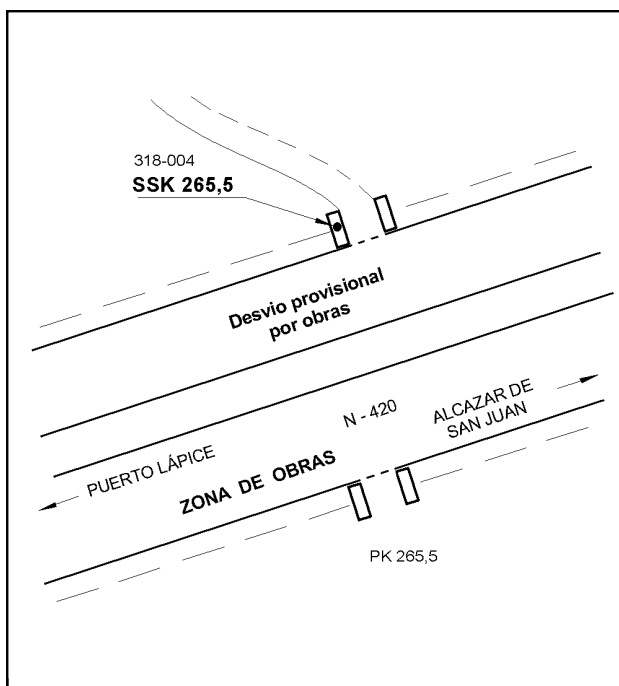 318-004
SSK 265,5
Desvio provisional
por obras
N - 420
ALCAZAR DE
SAN JUAN
PUERTO LÁPICE
ZONA DE OBRAS
PK 265,5